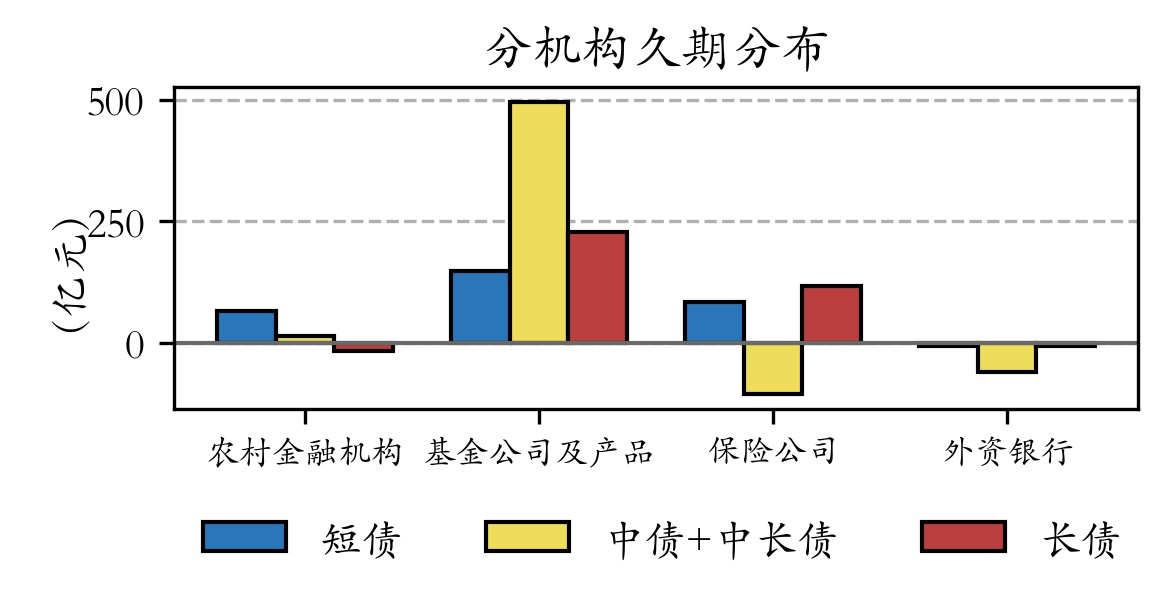 分机构久期分布
500
250
0
(亿元)
农村金融机构 基金公司及产品 保险公司 外资银行
短债 中债+中长债 长债